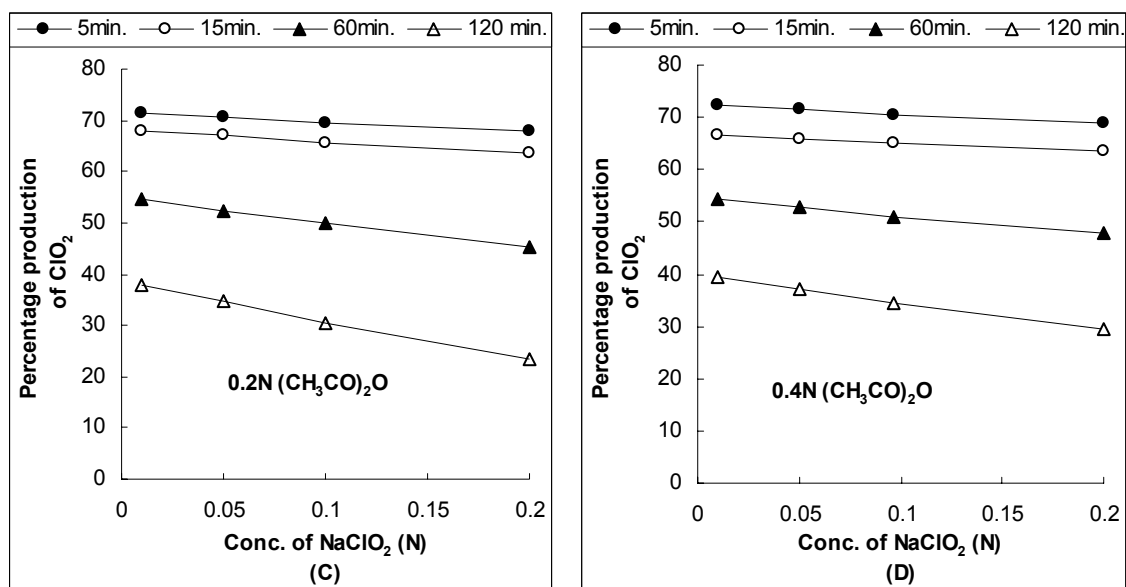 5min. 15min. 60min. 120 min.
80
70
60
50
40
30
20
10
0
Percentage production
of ClO₂
0.2N (CH₃CO)₂O
0 0.05 0.1 0.15 0.2
Conc. of NaClO₂ (N)
(C)
5min. 15min. 60min. 120 min.
80
70
60
50
40
30
20
10
0
Percentage production
of ClO₂
0.4N (CH₃CO)₂O
0 0.05 0.1 0.15 0.2
Conc. of NaClO₂ (N)
(D)